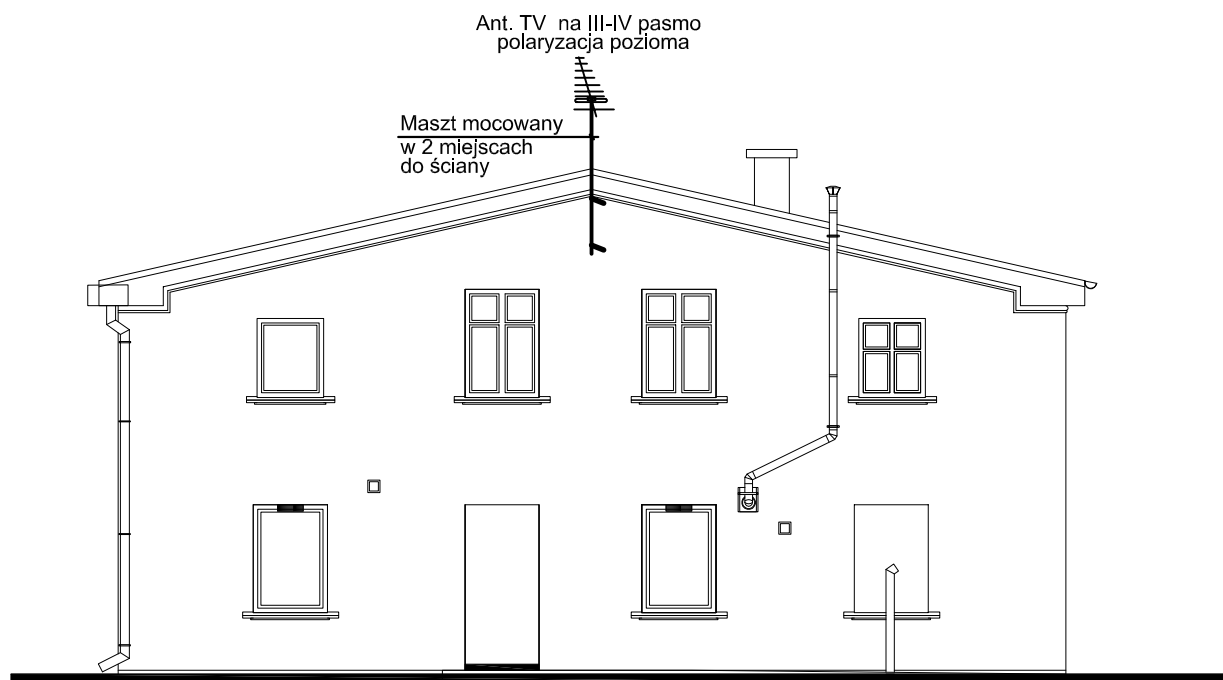 Ant. TV na III-IV pasmo
polaryzacja pozioma
Maszt mocowany
w 2 miejscach
do ściany